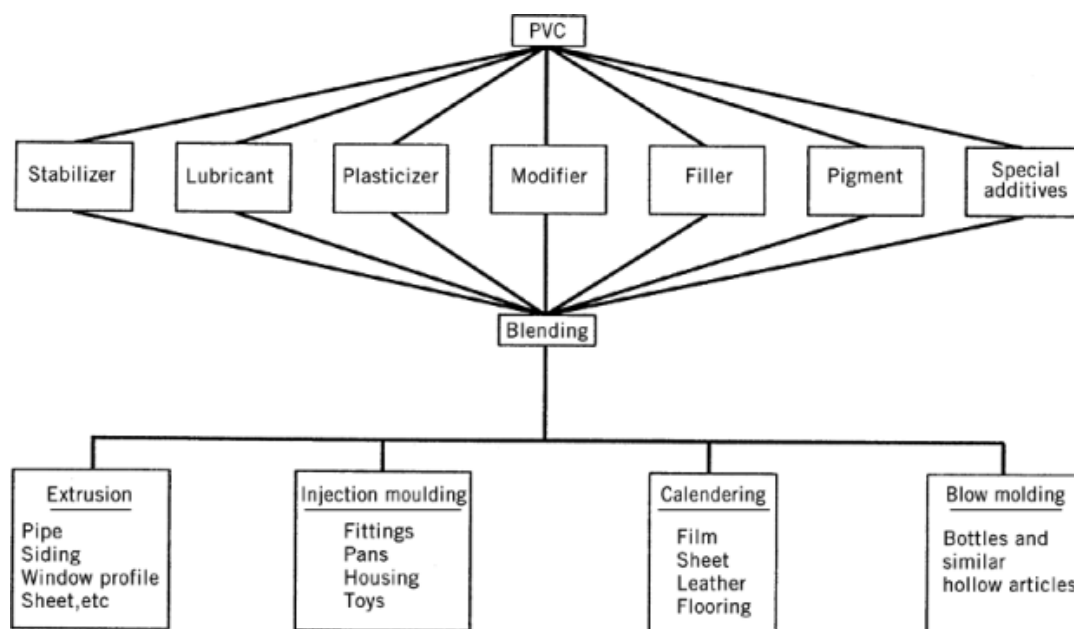 PVC
Stabilizer
Lubricant
Plasticizer
Modifier
Filler
Pigment
Special
additives
Blending
Extrusion
Pipe
Siding
Window profile
Sheet,etc
Injection moulding
Fittings
Pans
Housing
Toys
Calendering
Film
Sheet
Leather
Flooring
Blow molding
Bottles and
similar
hollow articles